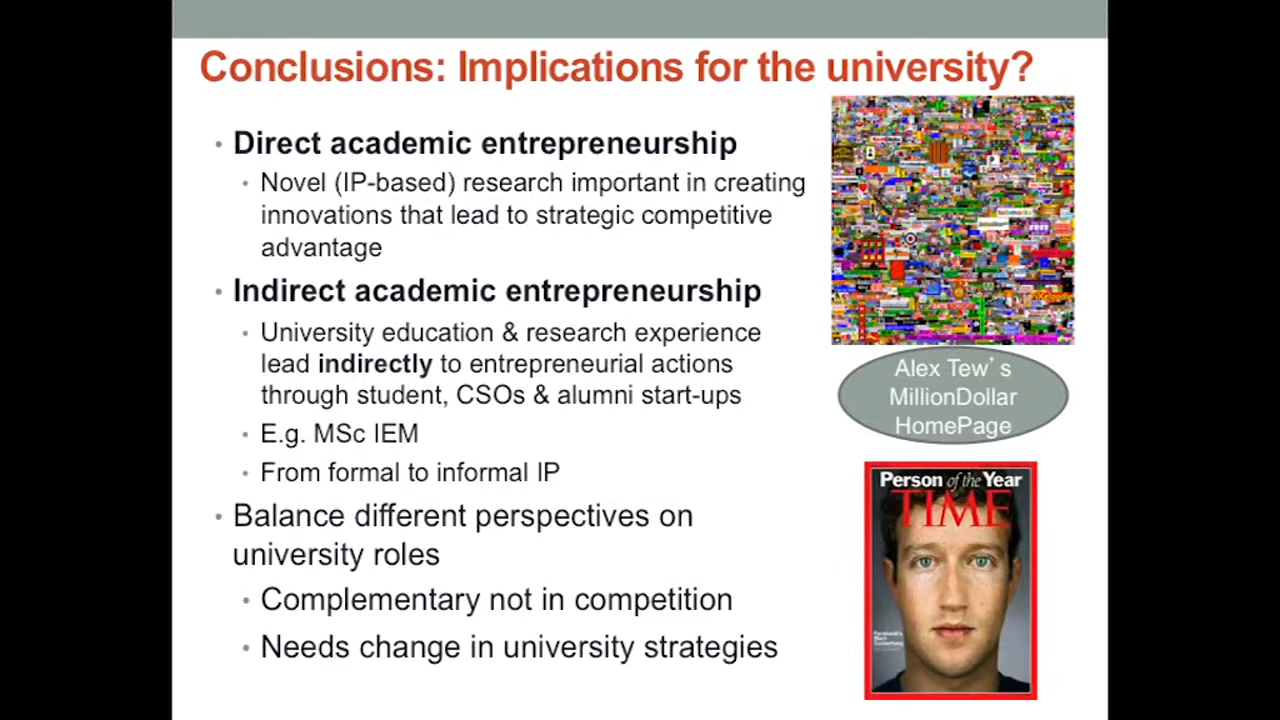 Conclusions: Implications for the university?
• Direct academic entrepreneurship
• Novel (IP-based) research important in creating
innovations that lead to strategic competitive
advantage
• Indirect academic entrepreneurship
• University education & research experience
lead indirectly to entrepreneurial actions
through student, CSOs & alumni start-ups
• E.g. MSc IEM
• From formal to informal IP
• Balance different perspectives on
university roles
• Complementary not in competition
• Needs change in university strategies
Alex Tew's
MillionDollar
HomePage
Person of the Year
TIME
Facebook's
Mark
Zuckerberg